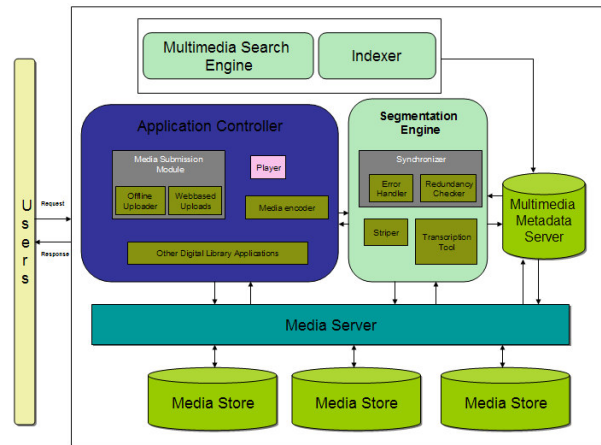 Multimedia Search
Engine
Indexer
Application Controller
Segmentation
Engine
Media Submission
Module
Player
Synchronizer
Offline
Uploader
Webbased
Uploads
Media encoder
Error
Handler
Redundancy
Checker
Striper
Transcription
Tool
Other Digital Library Applications
Multimedia
Metadata
Server
Users
Request
Response
Media Server
Media Store
Media Store
Media Store